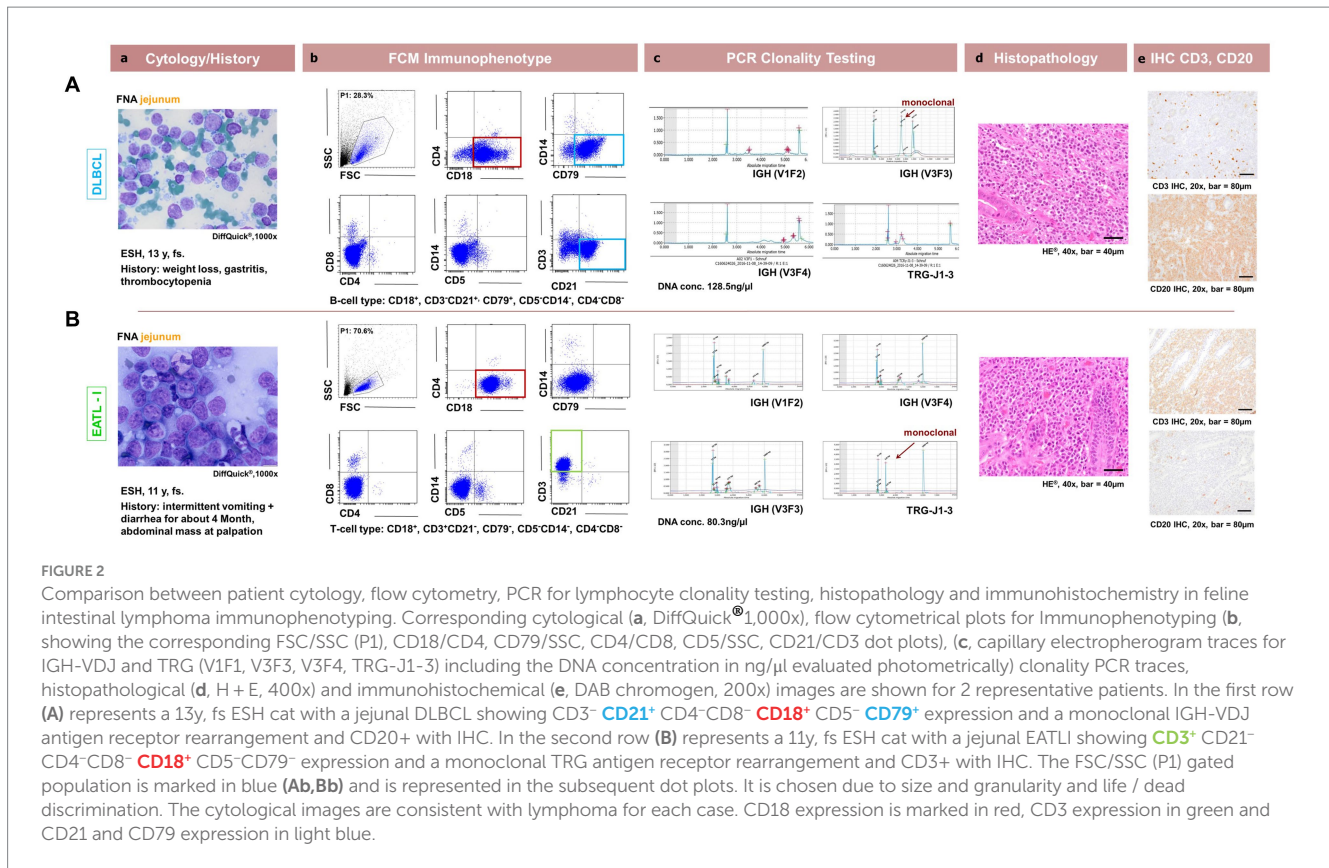 a Cytology/History
b FCM Immunophenotype
c PCR Clonality Testing
d Histopathology
e IHC CD3, CD20
A
DLBCL
FNA jejunum
DiffQuick®,1000x
ESH, 13 y, fs.
History: weight loss, gastritis,
thrombocytopenia
P1: 28.3%
SSC
FSC
CD4
CD18
CD14
CD79
CD8
CD4
CD14
CD5
CD3
CD21
B-cell type: CD18⁺, CD3⁻CD21⁺, CD79⁺, CD5⁻CD14⁻, CD4⁻CD8⁻
monoclonal
IGH (V1F2)
IGH (V3F3)
IGH (V3F4)
TRG-J1-3
DNA conc. 128.5ng/µl
HE®, 40x, bar = 40µm
CD3 IHC, 20x, bar = 80µm
CD20 IHC, 20x, bar = 80µm
B
EATL - I
FNA jejunum
DiffQuick®,1000x
ESH, 11 y, fs.
History: intermittent vomiting +
diarrhea for about 4 Month,
abdominal mass at palpation
P1: 70.6%
SSC
FSC
CD4
CD18
CD14
CD79
CD8
CD4
CD14
CD5
CD3
CD21
T-cell type: CD18⁺, CD3⁺CD21⁻, CD79⁻, CD5⁻CD14⁻, CD4⁻CD8⁻
IGH (V1F2)
IGH (V3F4)
monoclonal
IGH (V3F3)
TRG-J1-3
DNA conc. 80.3ng/µl
HE®, 40x, bar = 40µm
CD3 IHC, 20x, bar = 80µm
CD20 IHC, 20x, bar = 80µm
FIGURE 2
Comparison between patient cytology, flow cytometry, PCR for lymphocyte clonality testing, histopathology and immunohistochemistry in feline
intestinal lymphoma immunophenotyping. Corresponding cytological (a, DiffQuick®1,000x), flow cytometrical plots for Immunophenotyping (b,
showing the corresponding FSC/SSC (P1), CD18/CD4, CD79/SSC, CD4/CD8, CD5/SSC, CD21/CD3 dot plots), (c, capillary electropherogram traces for
IGH-VDJ and TRG (V1F1, V3F3, V3F4, TRG-J1-3) including the DNA concentration in ng/µl evaluated photometrically) clonality PCR traces,
histopathological (d, H + E, 400x) and immunohistochemical (e, DAB chromogen, 200x) images are shown for 2 representative patients. In the first row
(A) represents a 13y, fs ESH cat with a jejunal DLBCL showing CD3⁻ CD21⁺ CD4⁻CD8⁻ CD18⁺ CD5⁻ CD79⁺ expression and a monoclonal IGH-VDJ
antigen receptor rearrangement and CD20+ with IHC. In the second row (B) represents a 11y, fs ESH cat with a jejunal EATLI showing CD3⁺ CD21⁻
CD4⁻CD8⁻ CD18⁺ CD5⁻CD79⁻ expression and a monoclonal TRG antigen receptor rearrangement and CD3+ with IHC. The FSC/SSC (P1) gated
population is marked in blue (Ab,Bb) and is represented in the subsequent dot plots. It is chosen due to size and granularity and life / dead
discrimination. The cytological images are consistent with lymphoma for each case. CD18 expression is marked in red, CD3 expression in green and
CD21 and CD79 expression in light blue.